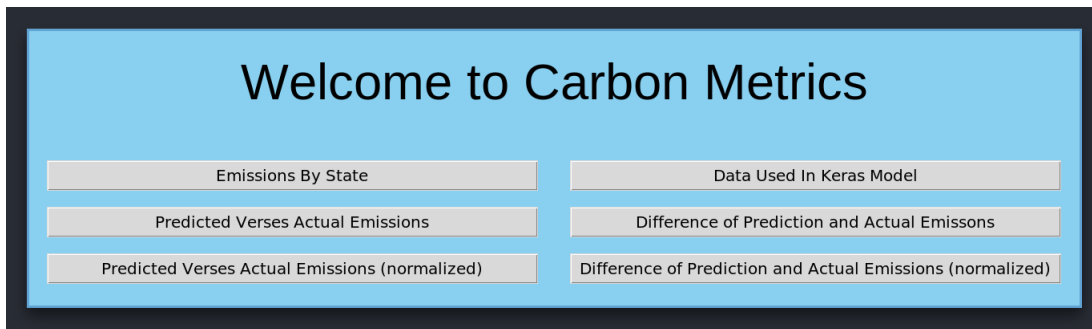 Welcome to Carbon Metrics
Emissions By State
Data Used In Keras Model
Predicted Verses Actual Emissions
Difference of Prediction and Actual Emissons
Predicted Verses Actual Emissions (normalized)
Difference of Prediction and Actual Emissions (normalized)